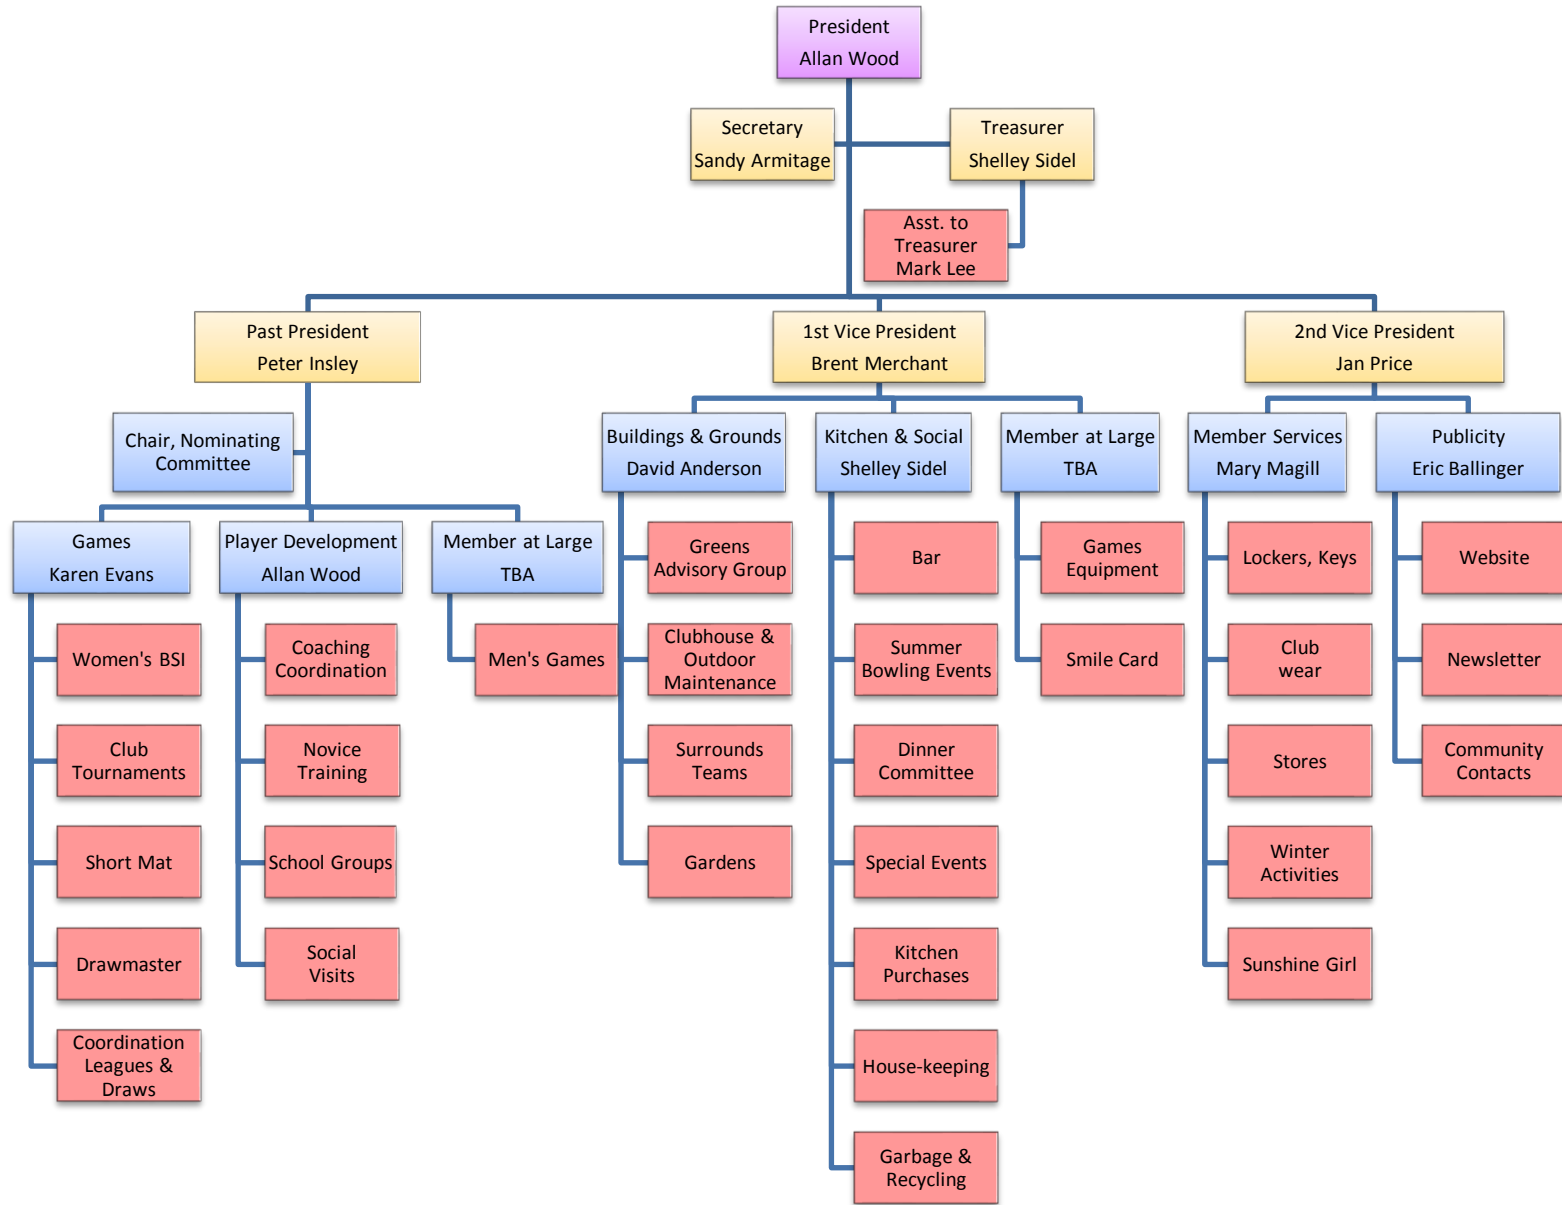 President
Allan Wood
Secretary
Sandy Armitage
Treasurer
Shelley Sidel
Asst. to
Treasurer
Mark Lee
Past President
Peter Insley
1st Vice President
Brent Merchant
2nd Vice President
Jan Price
Chair, Nominating
Committee
Buildings & Grounds
David Anderson
Kitchen & Social
Shelley Sidel
Member at Large
TBA
Member Services
Mary Magill
Publicity
Eric Ballinger
Games
Karen Evans
Player Development
Allan Wood
Member at Large
TBA
Women's BSI
Club
Tournaments
Short Mat
Drawmaster
Coordination
Leagues &
Draws
Coaching
Coordination
Novice
Training
School Groups
Social
Visits
Men's Games
Greens
Advisory Group
Clubhouse &
Outdoor
Maintenance
Surrounds
Teams
Gardens
Bar
Summer
Bowling Events
Dinner
Committee
Special Events
Kitchen
Purchases
House-keeping
Garbage &
Recycling
Games
Equipment
Smile Card
Lockers, Keys
Club
wear
Stores
Winter
Activities
Sunshine Girl
Website
Newsletter
Community
Contacts